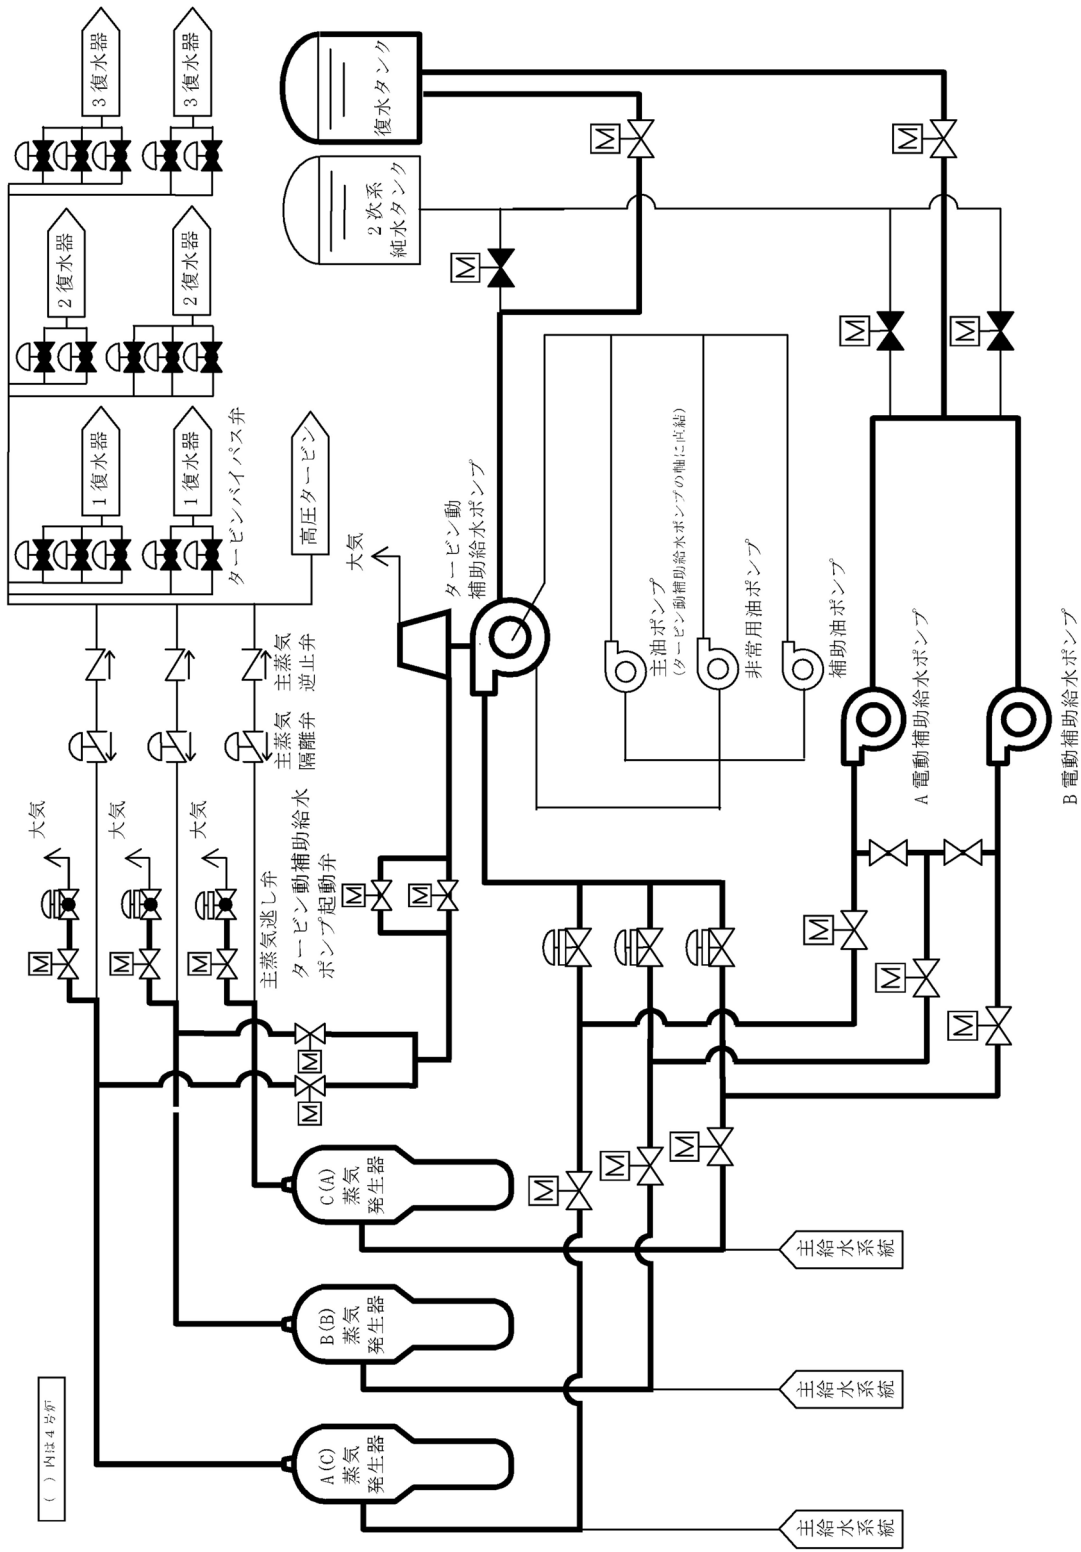 ( )内は4号炉
A(C)
蒸気
発生器
B(B)
蒸気
発生器
C(A)
蒸気
発生器
主給水系統
主給水系統
主給水系統
大気
大気
大気
M
M
M
主蒸気逃し弁
主蒸気
隔離弁
主蒸気
逆止弁
タービンバイパス弁
1復水器
1復水器
2復水器
2復水器
3復水器
3復水器
高圧タービン
大気
タービン動補助給水
ポンプ起動弁
M
M
M
M
タービン動
補助給水ポンプ
主油ポンプ
(タービン動補助給水ポンプの軸に直結)
非常用油ポンプ
補助油ポンプ
2次系
純水タンク
復水タンク
M
M
M
M
M
M
M
M
M
M
M
A電動補助給水ポンプ
B電動補助給水ポンプ